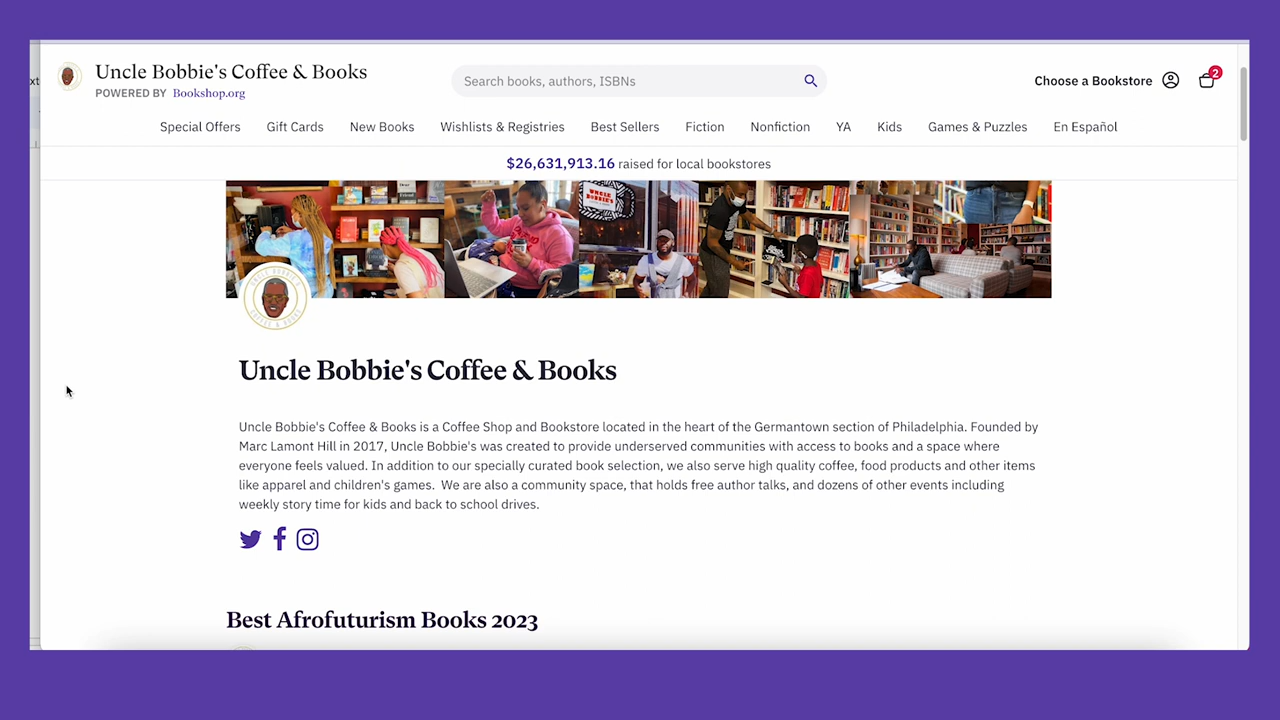 Uncle Bobbie's Coffee & Books
POWERED BY Bookshop.org
Search books, authors, ISBNs
Choose a Bookstore
2
xt
Special Offers Gift Cards New Books Wishlists & Registries Best Sellers Fiction Nonfiction YA Kids Games & Puzzles En Español
$26,631,913.16 raised for local bookstores
UNCLE
BOBBIE'S
UNCLE BOBBIE'S
COFFEE & BOOKS
Uncle Bobbie's Coffee & Books
Uncle Bobbie's Coffee & Books is a Coffee Shop and Bookstore located in the heart of the Germantown section of Philadelphia. Founded by
Marc Lamont Hill in 2017, Uncle Bobbie's was created to provide underserved communities with access to books and a space where
everyone feels valued. In addition to our specially curated book selection, we also serve high quality coffee, food products and other items
like apparel and children's games. We are also a community space, that holds free author talks, and dozens of other events including
weekly story time for kids and back to school drives.
Best Afrofuturism Books 2023